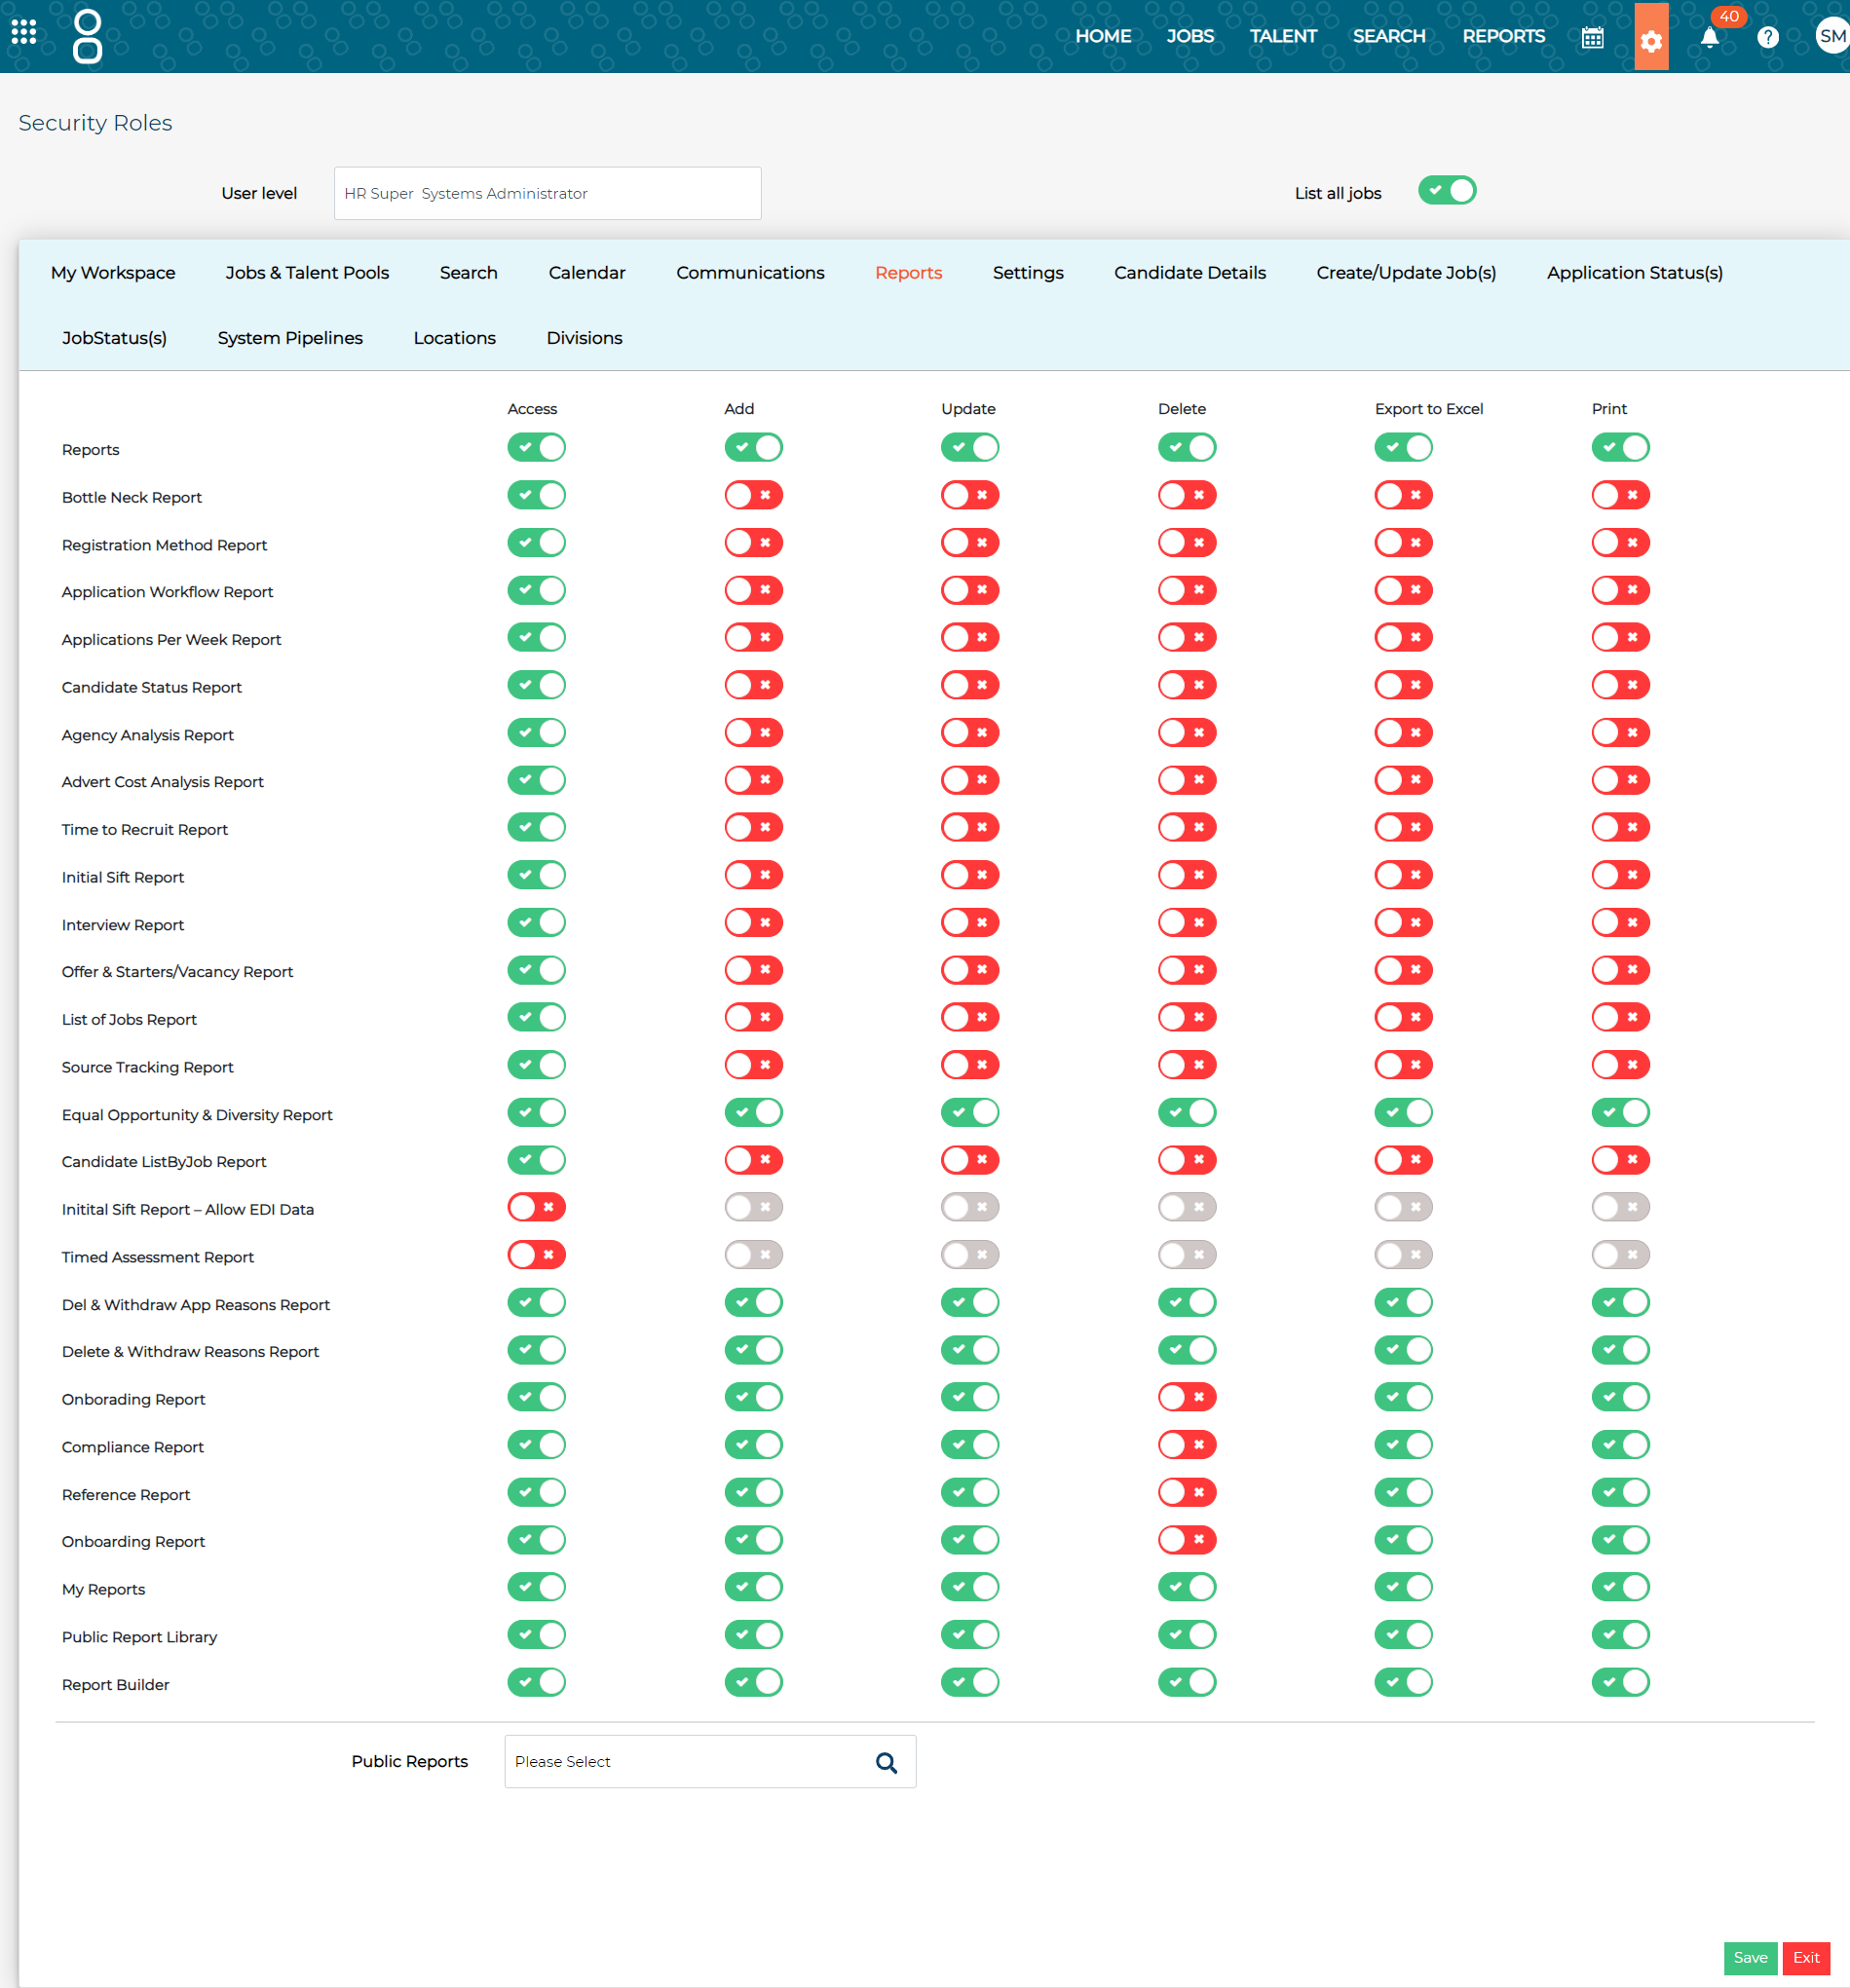 HOME JOBS TALENT SEARCH REPORTS 40 SM
Security Roles
User level HR Super  Systems Administrator List all jobs
My Workspace Jobs & Talent Pools Search Calendar Communications Reports Settings Candidate Details Create/Update Job(s) Application Status(s)
JobStatus(s) System Pipelines Locations Divisions
Access Add Update Delete Export to Excel Print
Reports
Bottle Neck Report
Registration Method Report
Application Workflow Report
Applications Per Week Report
Candidate Status Report
Agency Analysis Report
Advert Cost Analysis Report
Time to Recruit Report
Initial Sift Report
Interview Report
Offer & Starters/Vacancy Report
List of Jobs Report
Source Tracking Report
Equal Opportunity & Diversity Report
Candidate ListByJob Report
Initital Sift Report – Allow EDI Data
Timed Assessment Report
Del & Withdraw App Reasons Report
Delete & Withdraw Reasons Report
Onborading Report
Compliance Report
Reference Report
Onboarding Report
My Reports
Public Report Library
Report Builder
Public Reports Please Select
Save Exit